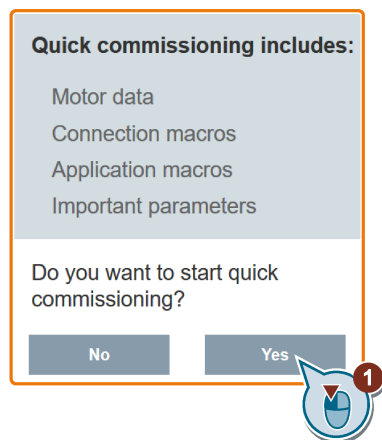 Quick commissioning includes:
Motor data
Connection macros
Application macros
Important parameters
Do you want to start quick
commissioning?
No
Yes
1